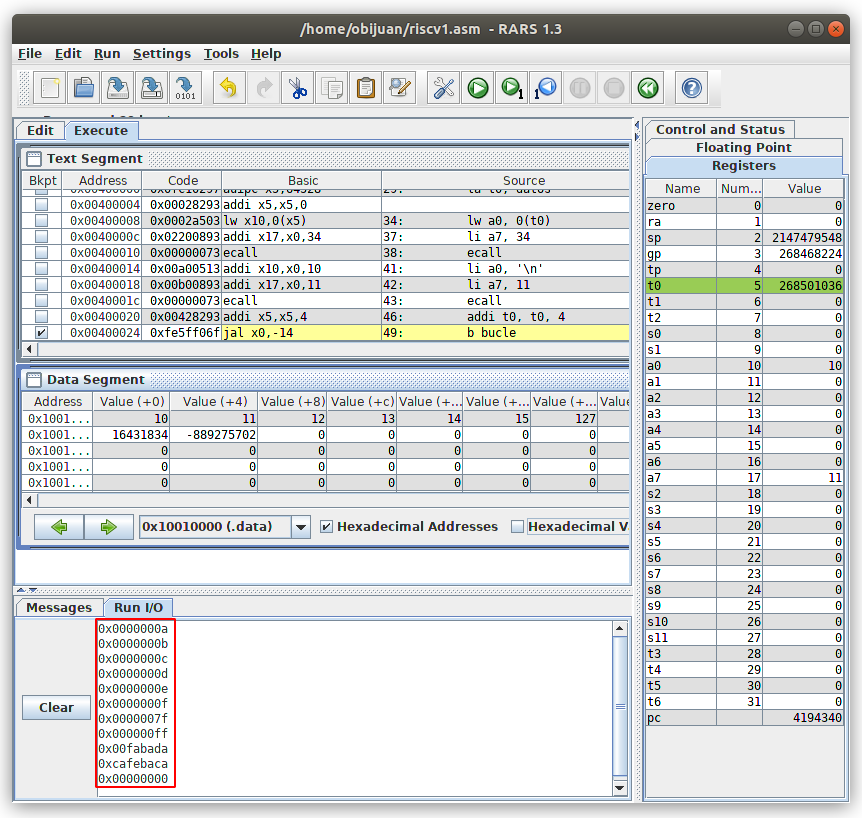 /home/obijuan/riscv1.asm - RARS 1.3
File Edit Run Settings Tools Help
Edit Execute
Text Segment
Bkpt Address Code Basic Source
0x00400004 0x00028293 addi x5,x5,0
0x00400008 0x0002a503 lw x10,0(x5) 34: lw a0, 0(t0)
0x0040000c 0x02200893 addi x17,x0,34 37: li a7, 34
0x00400010 0x00000073 ecall 38: ecall
0x00400014 0x00a00513 addi x10,x0,10 41: li a0, '\n'
0x00400018 0x00b00893 addi x17,x0,11 42: li a7, 11
0x0040001c 0x00000073 ecall 43: ecall
0x00400020 0x00428293 addi x5,x5,4 46: addi t0, t0, 4
0x00400024 0xfe5ff06f jal x0,-14 49: b bucle
Data Segment
Address Value (+0) Value (+4) Value (+8) Value (+c) Value (+... Value (+... Value (+... Value
0x1001... 10 11 12 13 14 15 127
0x1001... 16431834 -889275702 0 0 0 0 0
0x1001... 0 0 0 0 0 0 0
0x1001... 0 0 0 0 0 0 0
0x1001... 0 0 0 0 0 0 0
0x10010000 (.data) Hexadecimal Addresses Hexadecimal V
Messages Run I/O
Clear
0x0000000a
0x0000000b
0x0000000c
0x0000000d
0x0000000e
0x0000000f
0x0000007f
0x000000ff
0x00fabada
0xcafebaca
0x00000000
Control and Status
Floating Point
Registers
Name Num... Value
zero 0 0
ra 1 0
sp 2 2147479548
gp 3 268468224
tp 4 0
t0 5 268501036
t1 6 0
t2 7 0
s0 8 0
s1 9 0
a0 10 10
a1 11 0
a2 12 0
a3 13 0
a4 14 0
a5 15 0
a6 16 0
a7 17 11
s2 18 0
s3 19 0
s4 20 0
s5 21 0
s6 22 0
s7 23 0
s8 24 0
s9 25 0
s10 26 0
s11 27 0
t3 28 0
t4 29 0
t5 30 0
t6 31 0
pc 4194340